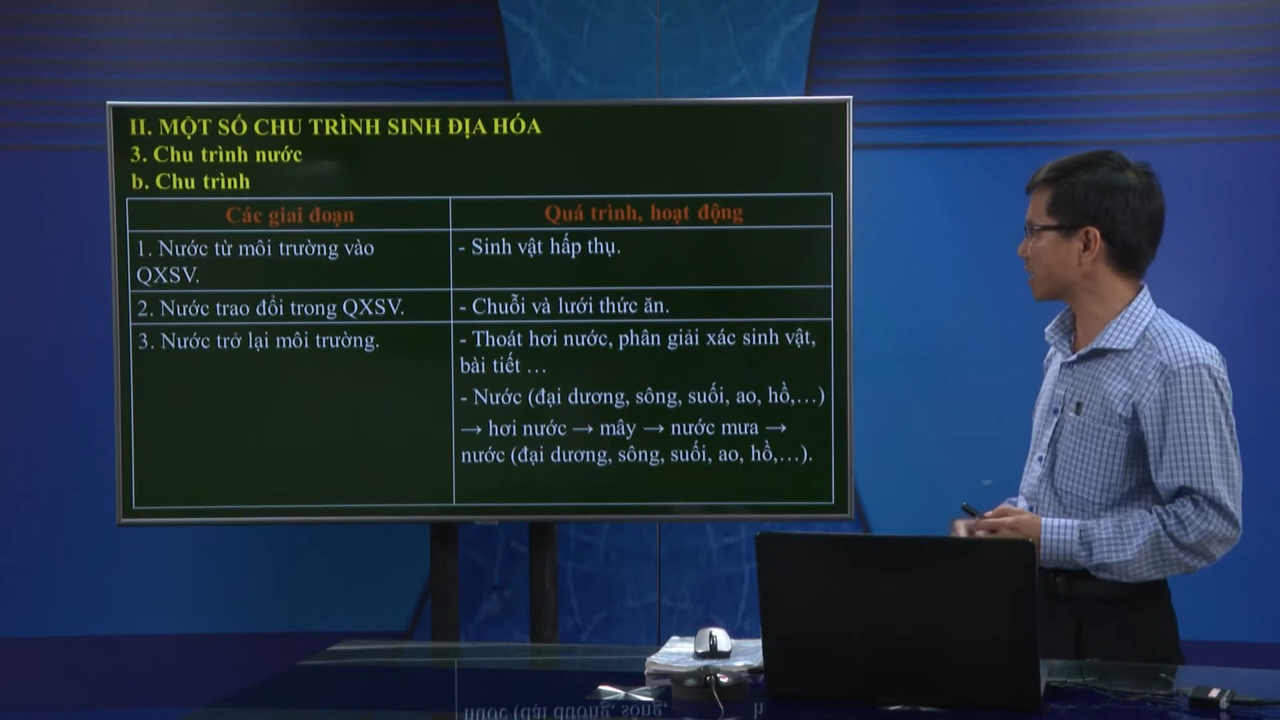 II. MỘT SỐ CHU TRÌNH SINH ĐỊA HÓA
3. Chu trình nước
b. Chu trình
Các giai đoạn
Quá trình, hoạt động
1. Nước từ môi trường vào
QXSV.
- Sinh vật hấp thụ.
2. Nước trao đổi trong QXSV.
- Chuỗi và lưới thức ăn.
3. Nước trở lại môi trường.
- Thoát hơi nước, phân giải xác sinh vật,
bài tiết …
- Nước (đại dương, sông, suối, ao, hồ,…)
→ hơi nước → mây → nước mưa →
nước (đại dương, sông, suối, ao, hồ,…).